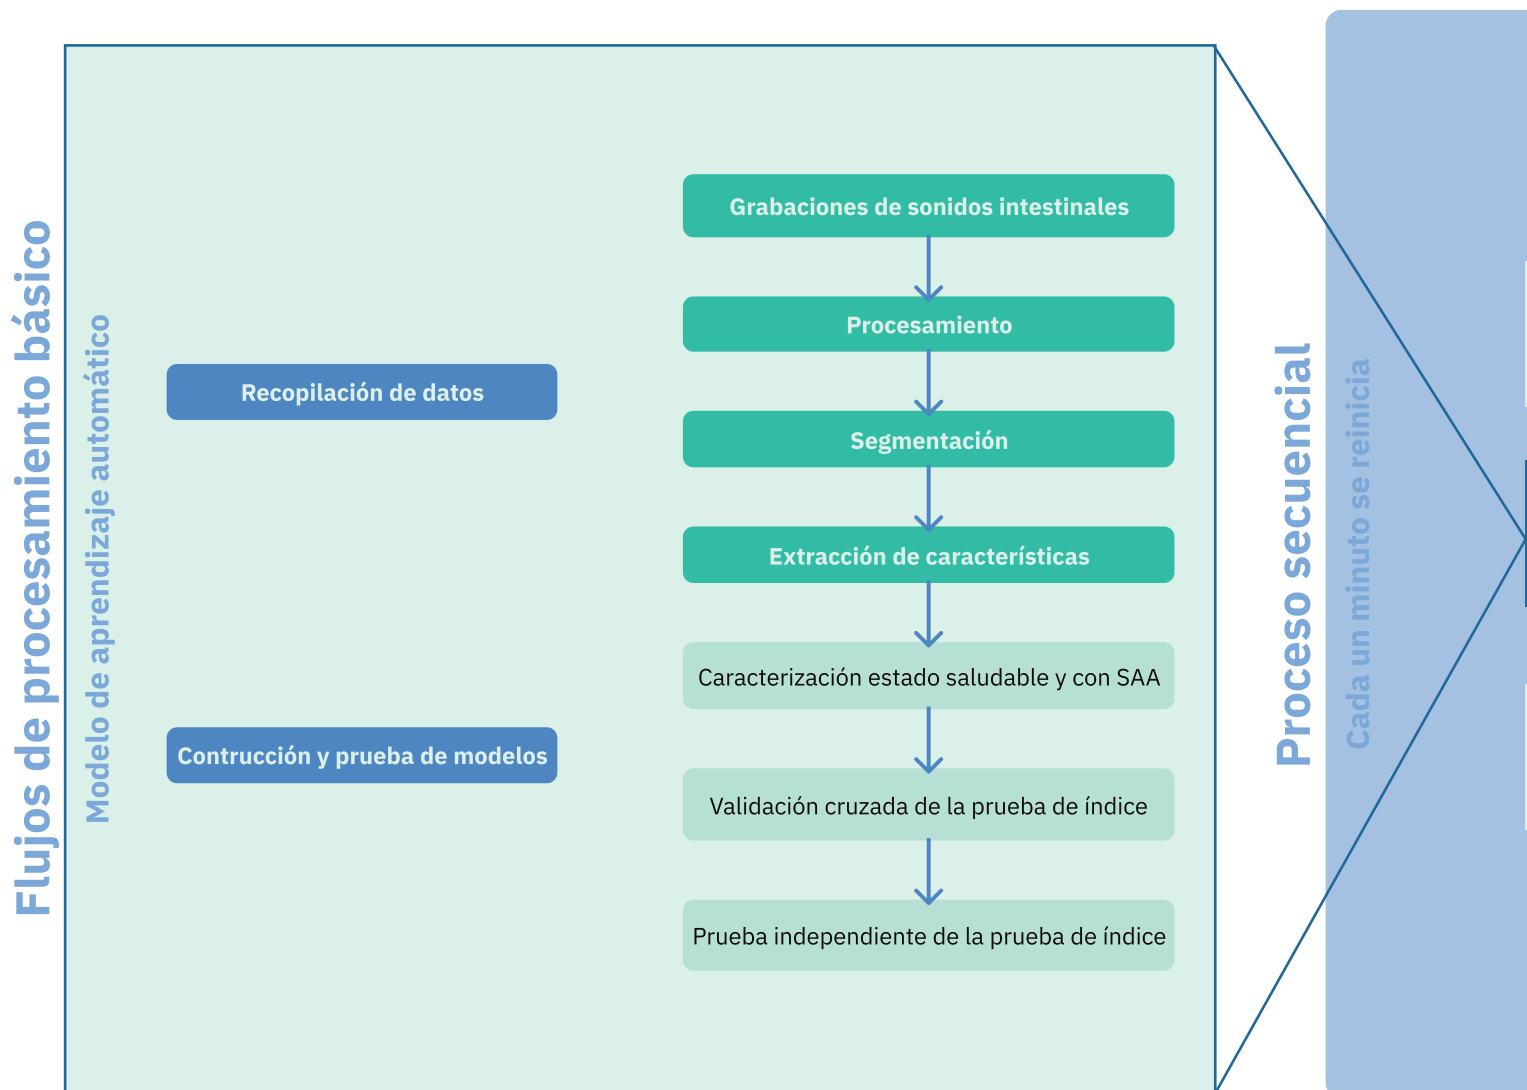 Flujos de procesamiento básico
Modelo de aprendizaje automático
Recopilación de datos
Contrucción y prueba de modelos
Grabaciones de sonidos intestinales
Procesamiento
Segmentación
Extracción de característícas
Caracterización estado saludable y con SAA
Validación cruzada de la prueba de índice
Prueba independiente de la prueba de índice
Proceso secuencial
Cada un minuto se reinicia